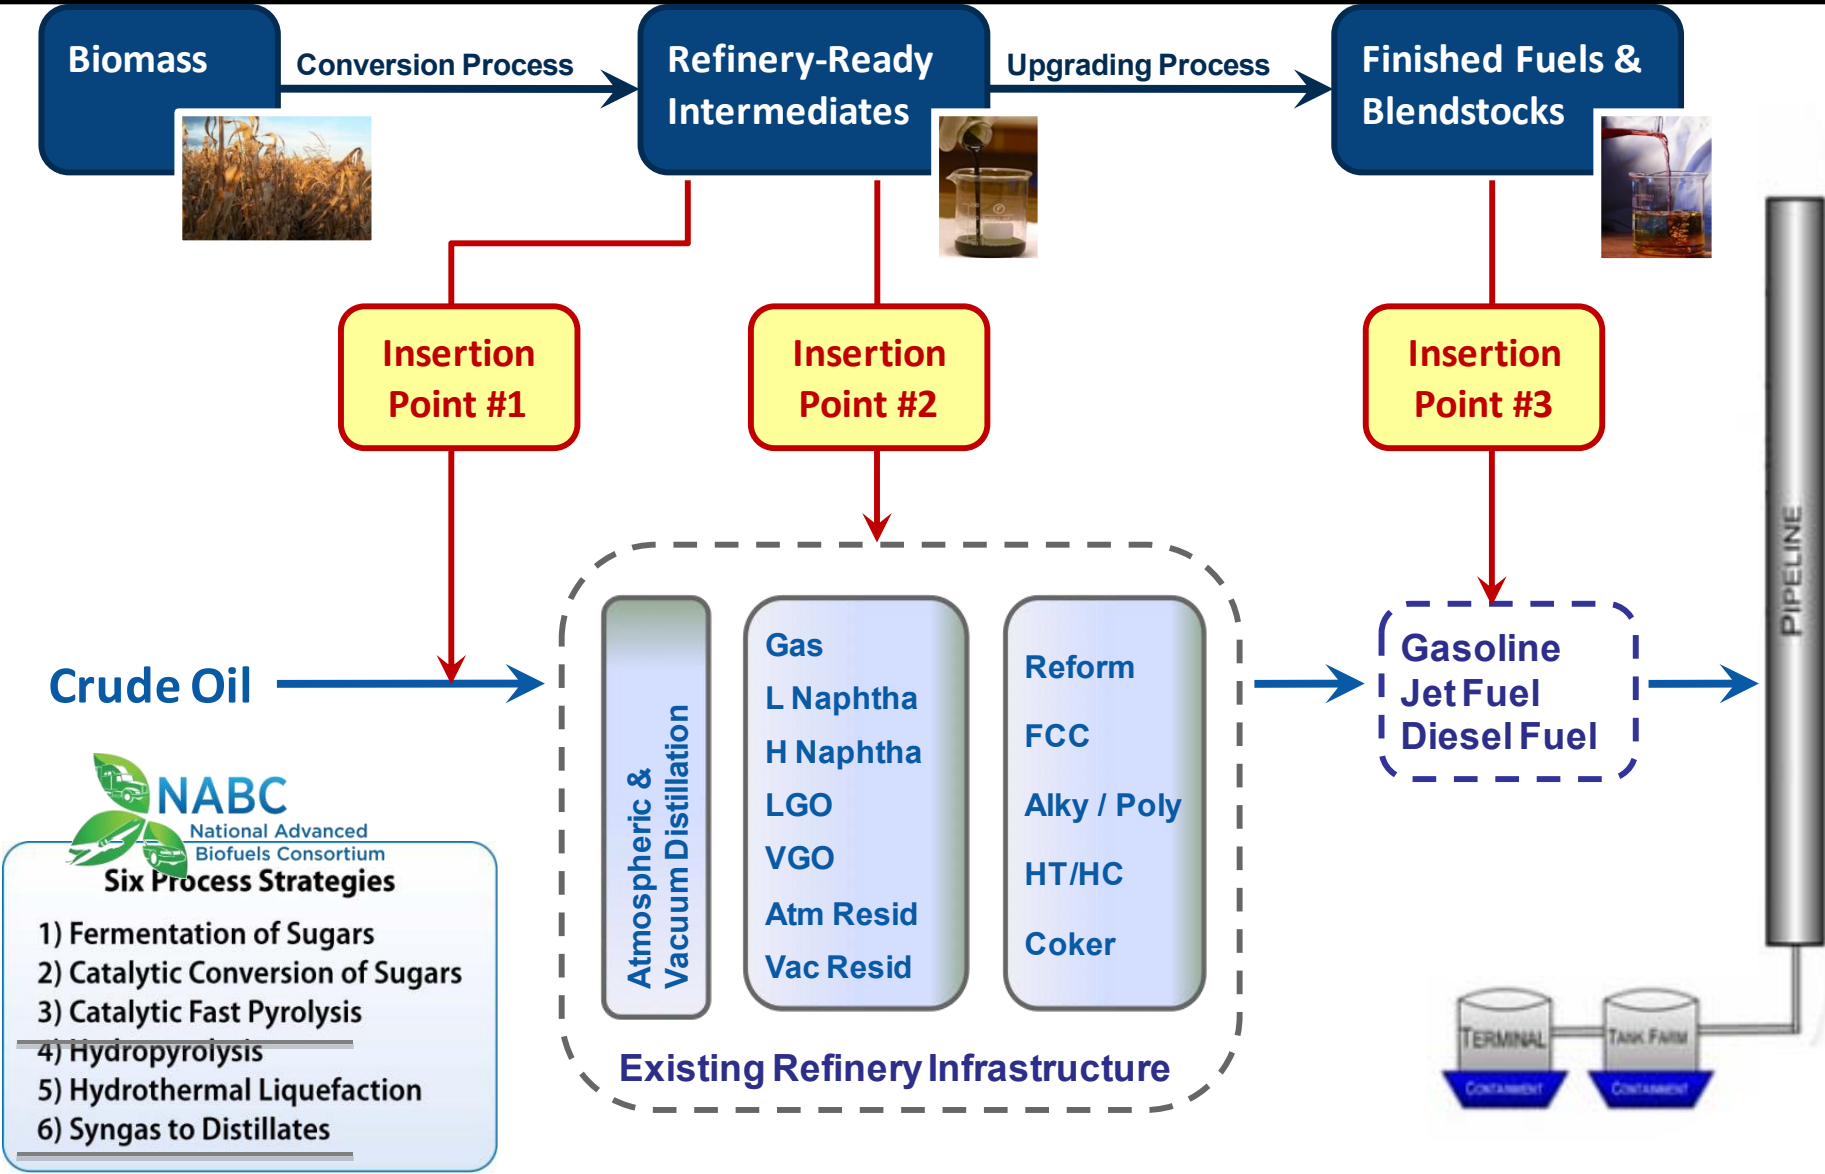 Biomass
Conversion Process
Refinery-Ready
Intermediates
Upgrading Process
Finished Fuels &
Blendstocks
Insertion
Point #1
Insertion
Point #2
Insertion
Point #3
PIPELINE
Crude Oil
Atmospheric &
Vacuum Distillation
Gas
L Naphtha
H Naphtha
LGO
VGO
Atm Resid
Vac Resid
Reform
FCC
Alky / Poly
HT/HC
Coker
Existing Refinery Infrastructure
Gasoline
Jet Fuel
Diesel Fuel
NABC
National Advanced
Biofuels Consortium
Six Process Strategies
1) Fermentation of Sugars
2) Catalytic Conversion of Sugars
3) Catalytic Fast Pyrolysis
4) Hydropyrolysis
5) Hydrothermal Liquefaction
6) Syngas to Distillates
TERMINAL
TANK FARM
CONTAINMENT
CONTAINMENT